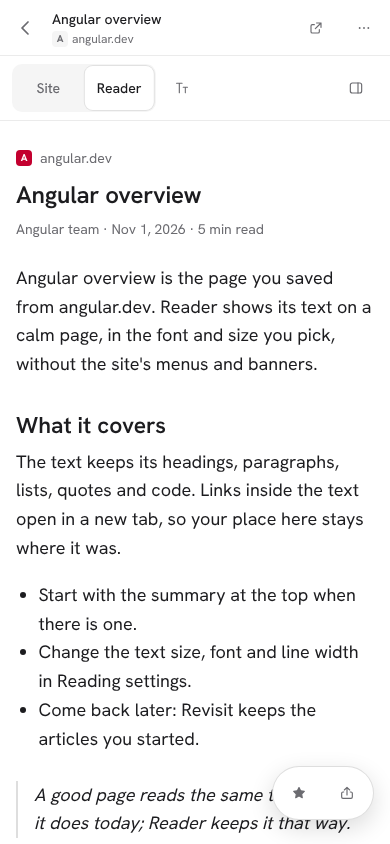 Angular overview
A angular.dev
Site Reader Tт
A angular.dev
Angular overview
Angular team · Nov 1, 2026 · 5 min read
Angular overview is the page you saved
from angular.dev. Reader shows its text on a
calm page, in the font and size you pick,
without the site's menus and banners.
What it covers
The text keeps its headings, paragraphs,
lists, quotes and code. Links inside the text
open in a new tab, so your place here stays
where it was.
• Start with the summary at the top when
there is one.
• Change the text size, font and line width
in Reading settings.
• Come back later: Revisit keeps the
articles you started.
A good page reads the same
it does today; Reader keeps it that way.